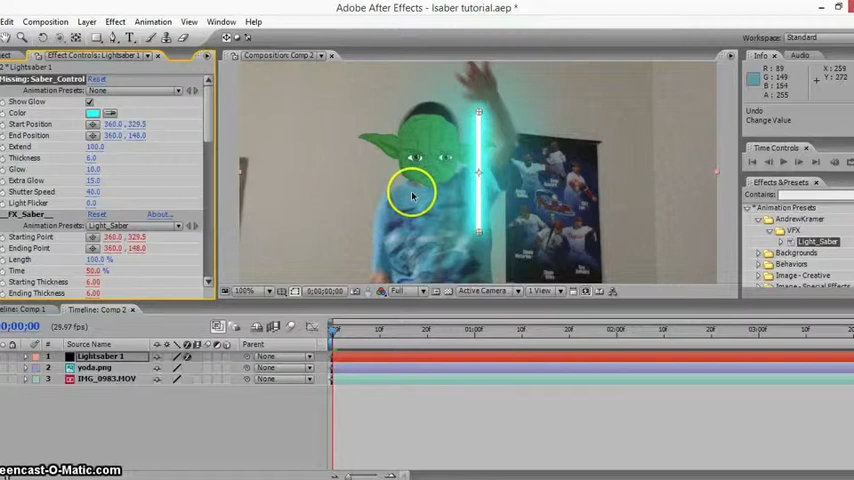 Adobe After Effects - lsaber tutorial.aep *
Edit Composition Layer Effect Animation View Window Help
Workspace: Standard
Effect Controls: Lightsaber 1
Composition: Comp 2
Info Audio
2 * Lightsaber 1
Missing: Saber_Control Reset
Animation Presets: None
Show Glow
Color
Start Position 360.0, 329.5
End Position 360.0, 148.0
Extend 100.0
Thickness 6.0
Glow 10.0
Extra Glow 15.0
Shutter Speed 40.0
Light Flicker 0.0
__FX_Saber__ Reset About...
Animation Presets: Light_Saber
Starting Point 360.0, 329.5
Ending Point 360.0, 148.0
Length 100.0 %
Time 50.0 %
Starting Thickness 6.00
Ending Thickness 6.00
R: 89
G: 149
B: 154
A: 255
X: 259
Y: 272
Undo
Change Value
Time Controls
Effects & Presets
Contains:
Animation Presets
AndrewKramer
VFX
Light_Saber
Backgrounds
Behaviors
Image - Creative
Image - Special Effects
100% 0;00;00;00 Full Active Camera 1 View
Timeline: Comp 1 Timeline: Comp 2
0;00;00;00 (29.97 fps)
# Source Name Parent
10f 20f 01:00f 10f 20f 02:00f 10f 20f 03:00f 10f 20f
1 Lightsaber 1 None
2 yoda.png None
3 IMG_0983.MOV None
eencast-O-Matic.com